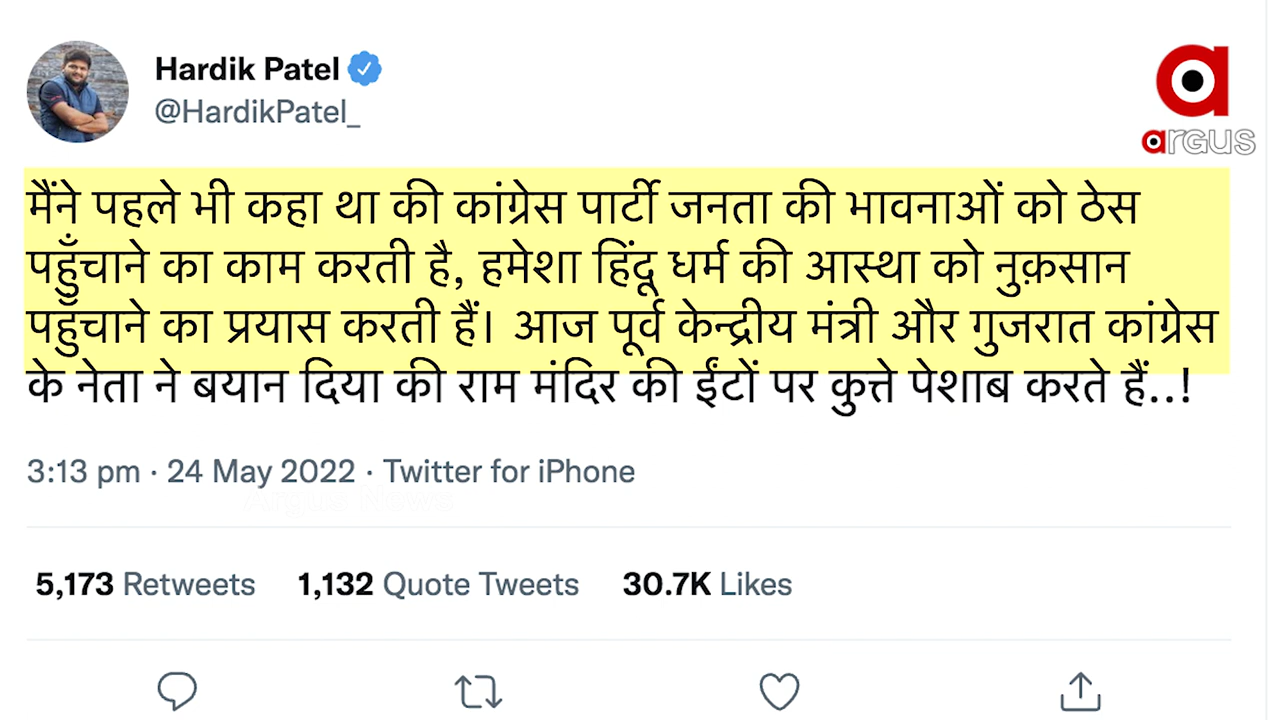 Hardik Patel
@HardikPatel_
argus
मैंने पहले भी कहा था की कांग्रेस पार्टी जनता की भावनाओं को ठेस
पहुँचाने का काम करती है, हमेशा हिंदू धर्म की आस्था को नुक़सान
पहुँचाने का प्रयास करती हैं। आज पूर्व केन्द्रीय मंत्री और गुजरात कांग्रेस
के नेता ने बयान दिया की राम मंदिर की ईंटों पर कुत्ते पेशाब करते हैं..!
3:13 pm · 24 May 2022 · Twitter for iPhone
Argus News
5,173 Retweets 1,132 Quote Tweets 30.7K Likes